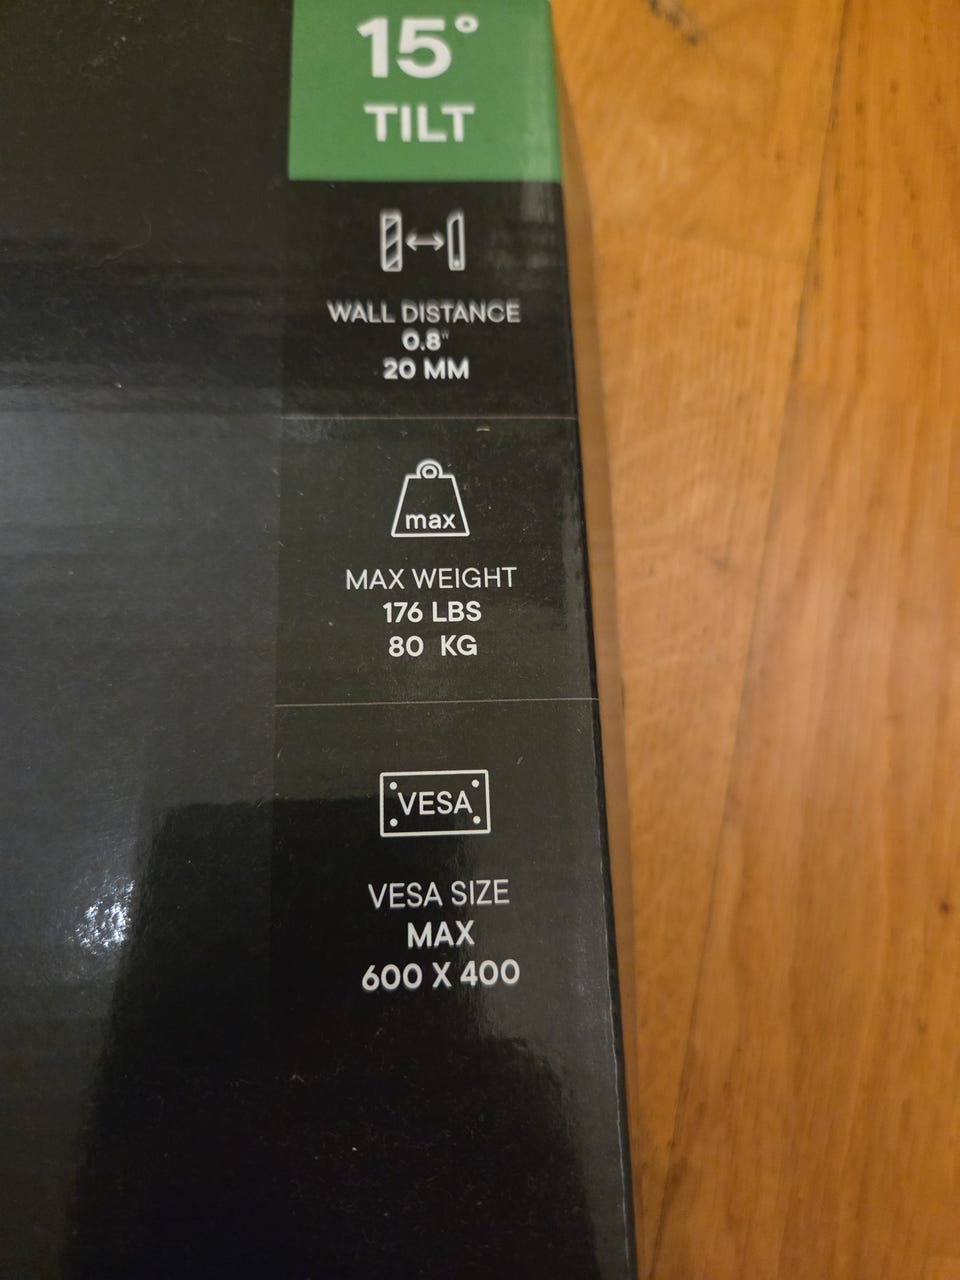 15°
TILT
WALL DISTANCE
0.8"
20 MM
max
MAX WEIGHT
176 LBS
80 KG
VESA
VESA SIZE
MAX
600 X 400